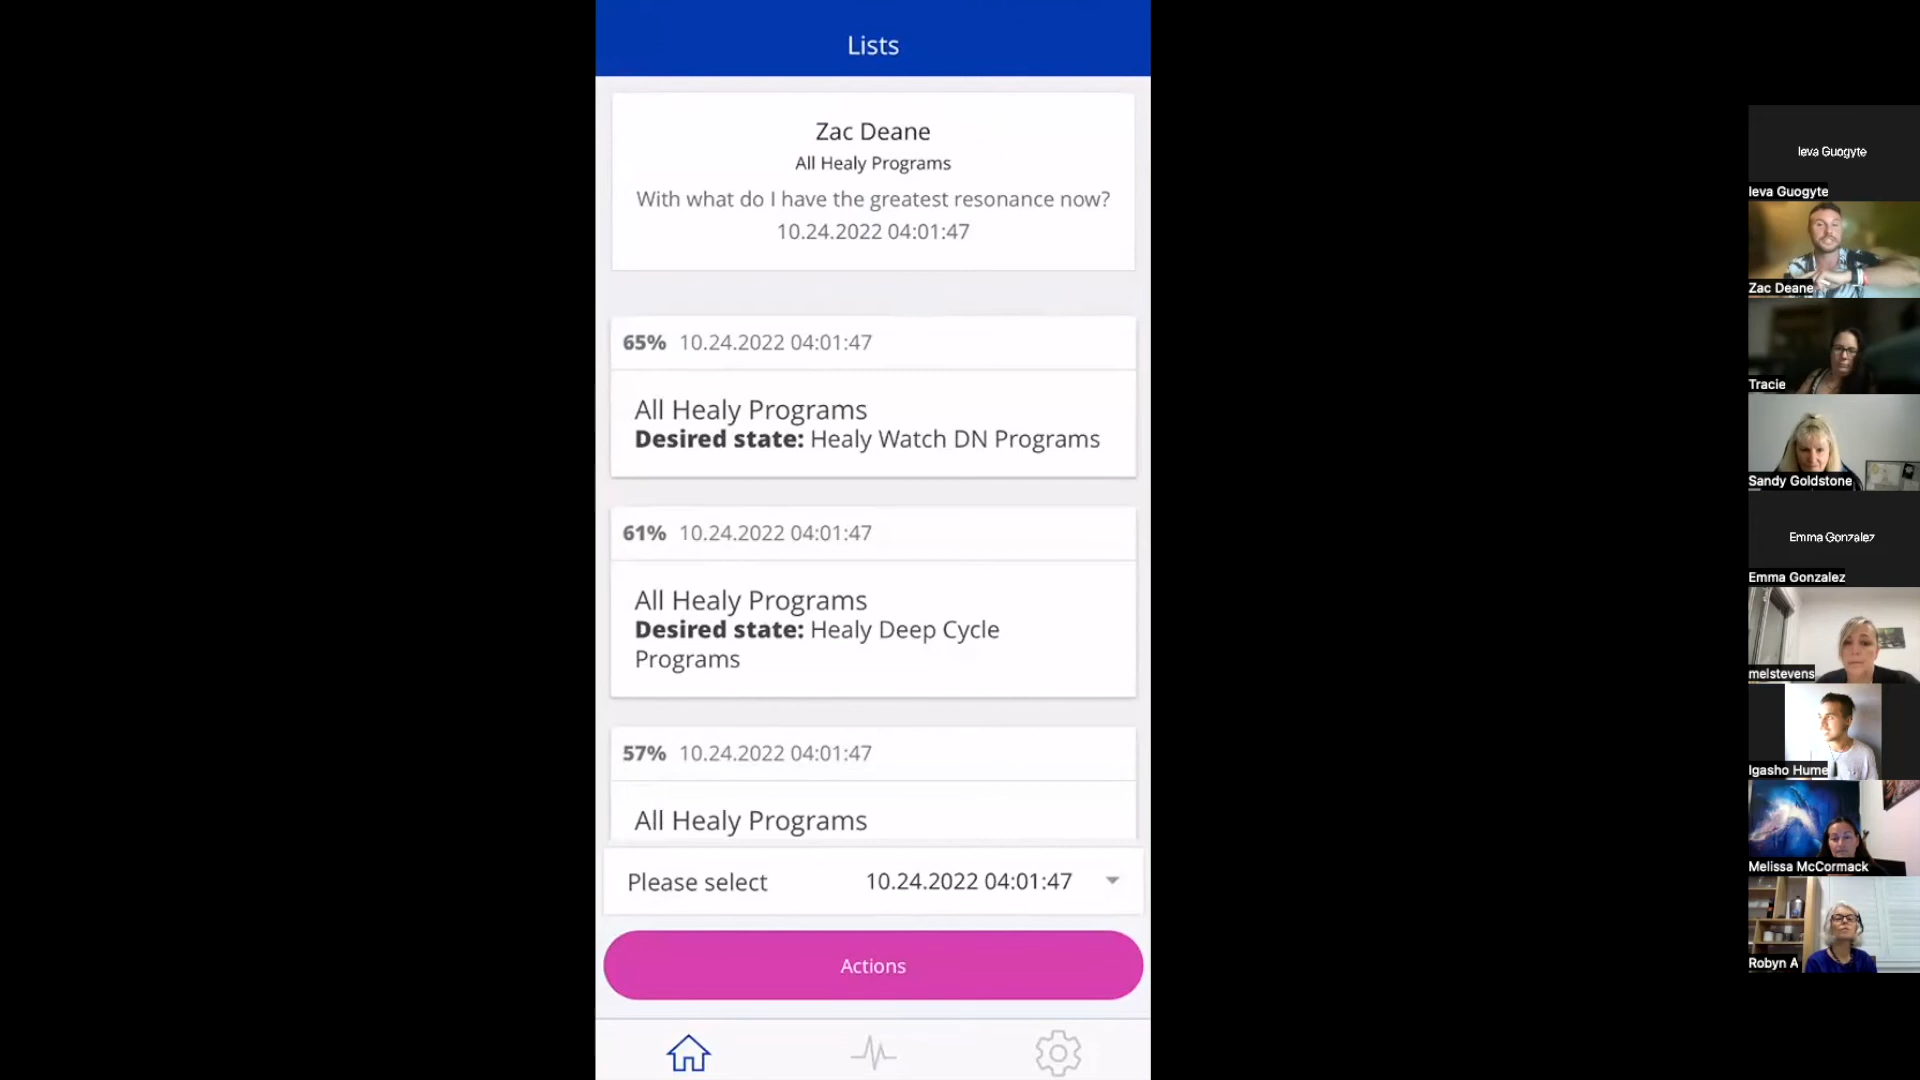 Lists
Zac Deane
All Healy Programs
With what do I have the greatest resonance now?
10.24.2022 04:01:47
65% 10.24.2022 04:01:47
All Healy Programs
Desired state: Healy Watch DN Programs
61% 10.24.2022 04:01:47
All Healy Programs
Desired state: Healy Deep Cycle
Programs
57% 10.24.2022 04:01:47
All Healy Programs
Please select 10.24.2022 04:01:47
Actions
Ieva Guogyte
Ieva Guogyte
Zac Deane
Tracie
Sandy Goldstone
Emma Gonzalez
Emma Gonzalez
melstevens
Igasho Hume
Melissa McCormack
Robyn A